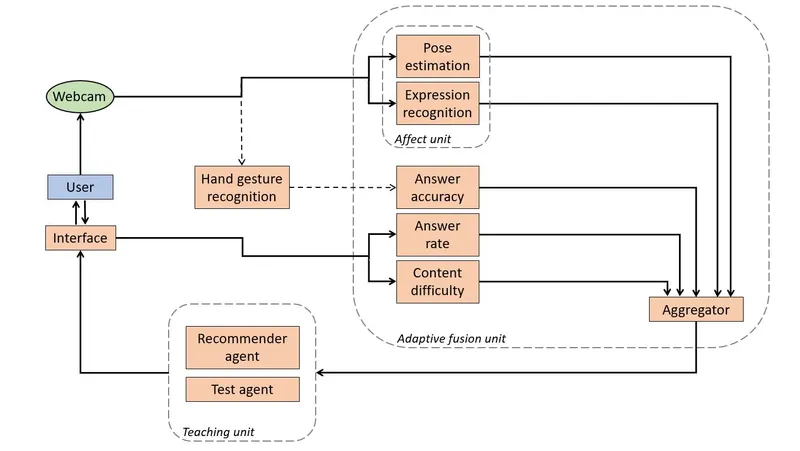 Pose
estimation
Expression
recognition
Affect unit
Webcam
User
Interface
Hand gesture
recognition
Answer
accuracy
Answer
rate
Content
difficulty
Aggregator
Adaptive fusion unit
Recommender
agent
Test agent
Teaching unit